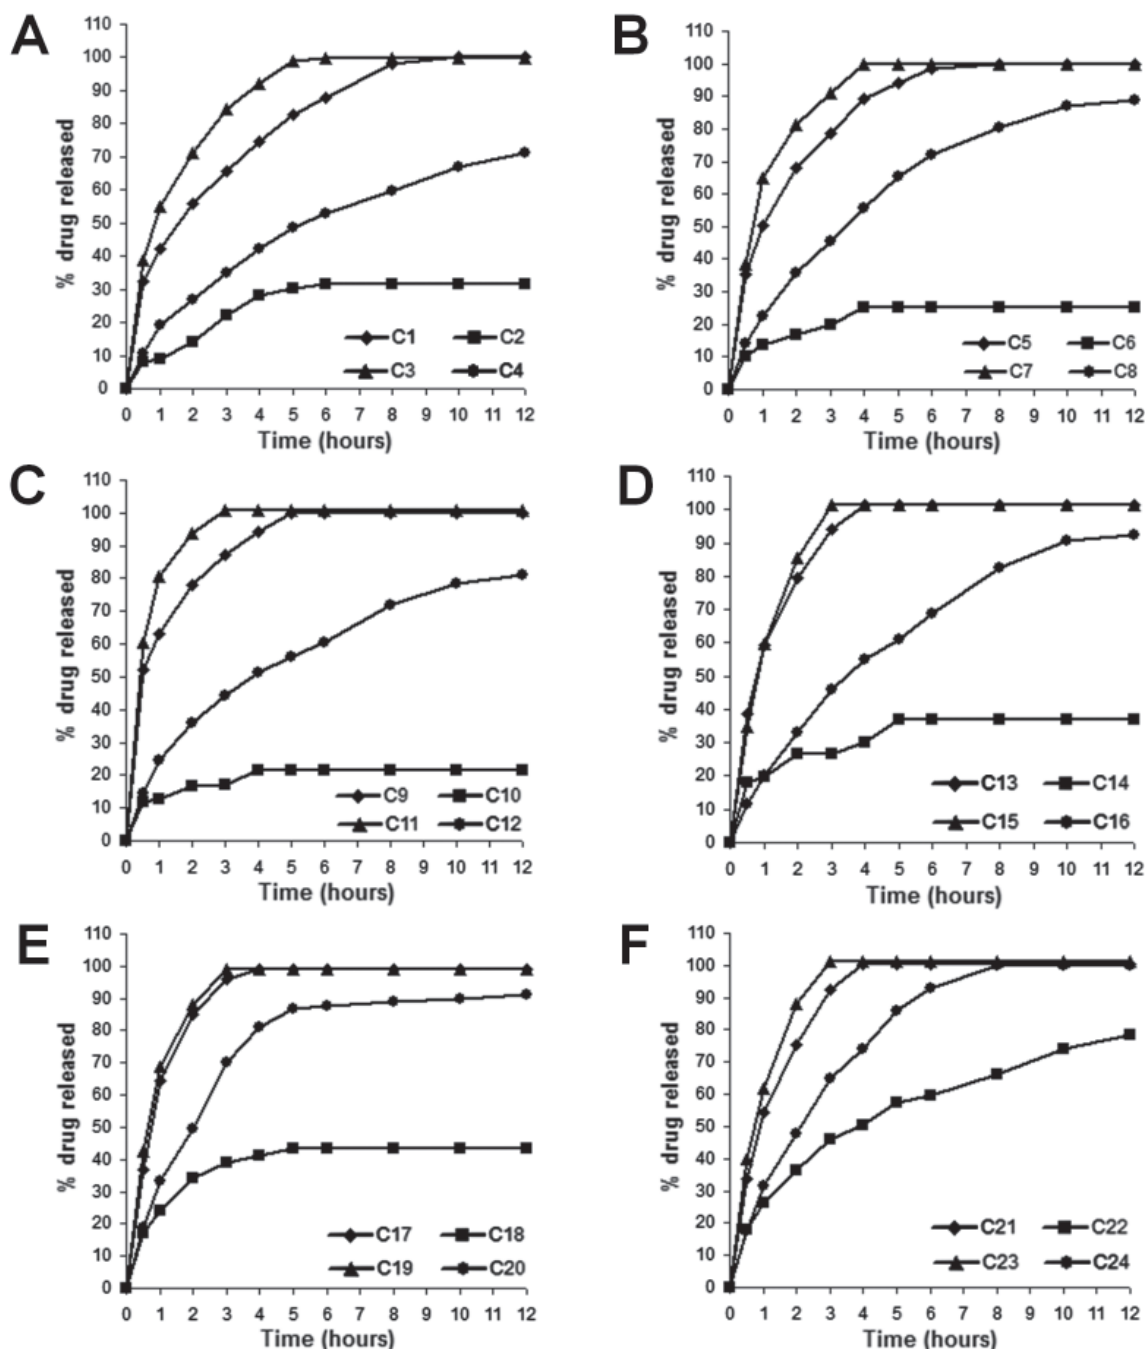 A
110
100
90
80
70
60
50
40
30
20
10
0
% drug released
C1 C2
C3 C4
0 1 2 3 4 5 6 7 8 9 10 11 12
Time (hours)
B
110
100
90
80
70
60
50
40
30
20
10
0
% drug released
C5 C6
C7 C8
0 1 2 3 4 5 6 7 8 9 10 11 12
Time (hours)
C
110
100
90
80
70
60
50
40
30
20
10
0
% drug released
C9 C10
C11 C12
0 1 2 3 4 5 6 7 8 9 10 11 12
Time (hours)
D
110
100
90
80
70
60
50
40
30
20
10
0
% drug released
C13 C14
C15 C16
0 1 2 3 4 5 6 7 8 9 10 11 12
Time (hours)
E
110
100
90
80
70
60
50
40
30
20
10
0
% drug released
C17 C18
C19 C20
0 1 2 3 4 5 6 7 8 9 10 11 12
Time (hours)
F
110
100
90
80
70
60
50
40
30
20
10
0
% drug released
C21 C22
C23 C24
0 1 2 3 4 5 6 7 8 9 10 11 12
Time (hours)